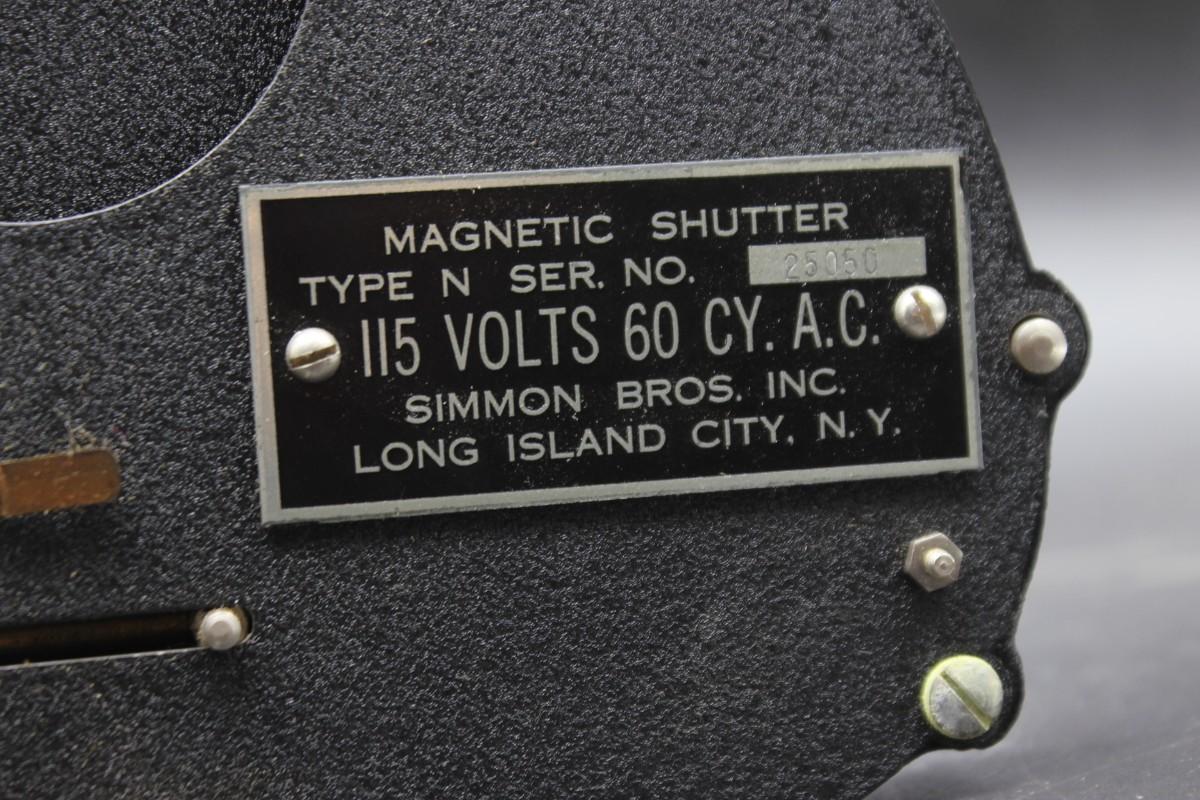 MAGNETIC SHUTTER
TYPE N SER. NO. 25050
115 VOLTS 60 CY. A.C.
SIMMON BROS. INC.
LONG ISLAND CITY, N. Y.